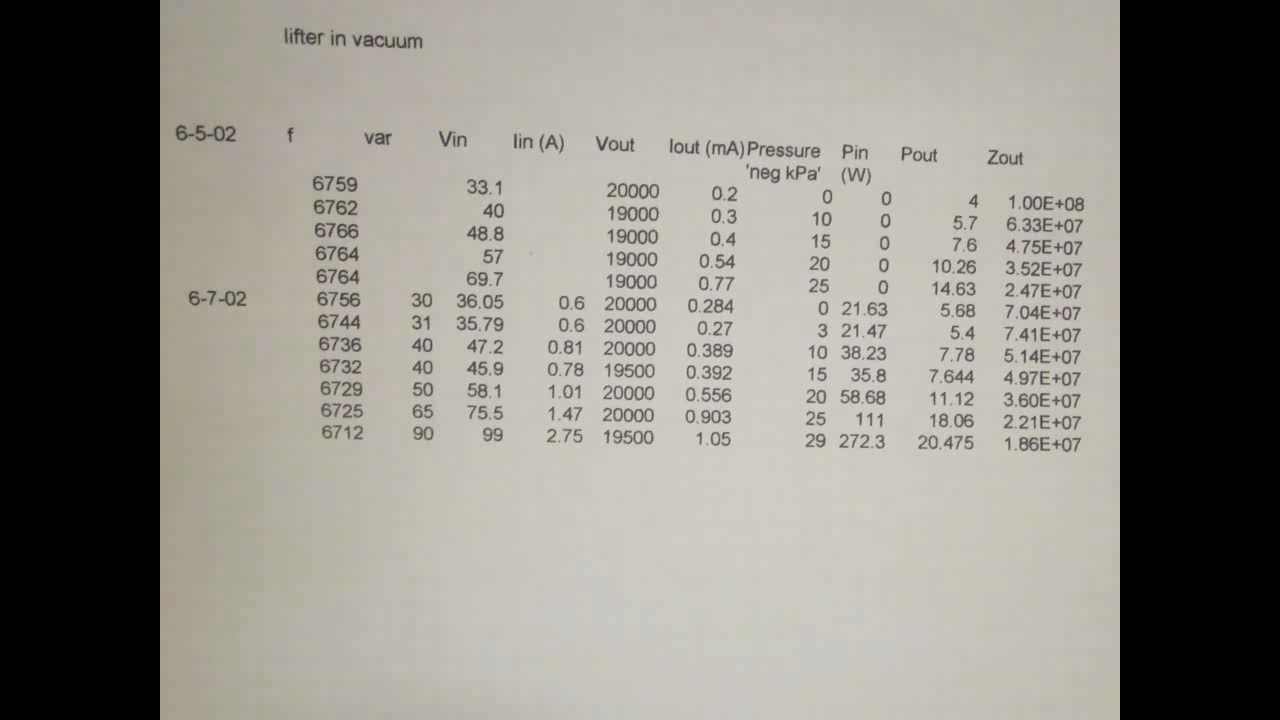 lifter in vacuum
6-5-02 f var Vin Iin (A) Vout Iout (mA) Pressure Pin Pout Zout
'neg kPa' (W)
6759 33.1 20000 0.2 0 0 4 1.00E+08
6762 40 19000 0.3 10 0 5.7 6.33E+07
6766 48.8 19000 0.4 15 0 7.6 4.75E+07
6764 57 19000 0.54 20 0 10.26 3.52E+07
6764 69.7 19000 0.77 25 0 14.63 2.47E+07
6-7-02 6756 30 36.05 0.6 20000 0.284 0 21.63 5.68 7.04E+07
6744 31 35.79 0.6 20000 0.27 3 21.47 5.4 7.41E+07
6736 40 47.2 0.81 20000 0.389 10 38.23 7.78 5.14E+07
6732 40 45.9 0.78 19500 0.392 15 35.8 7.644 4.97E+07
6729 50 58.1 1.01 20000 0.556 20 58.68 11.12 3.60E+07
6725 65 75.5 1.47 20000 0.903 25 111 18.06 2.21E+07
6712 90 99 2.75 19500 1.05 29 272.3 20.475 1.86E+07